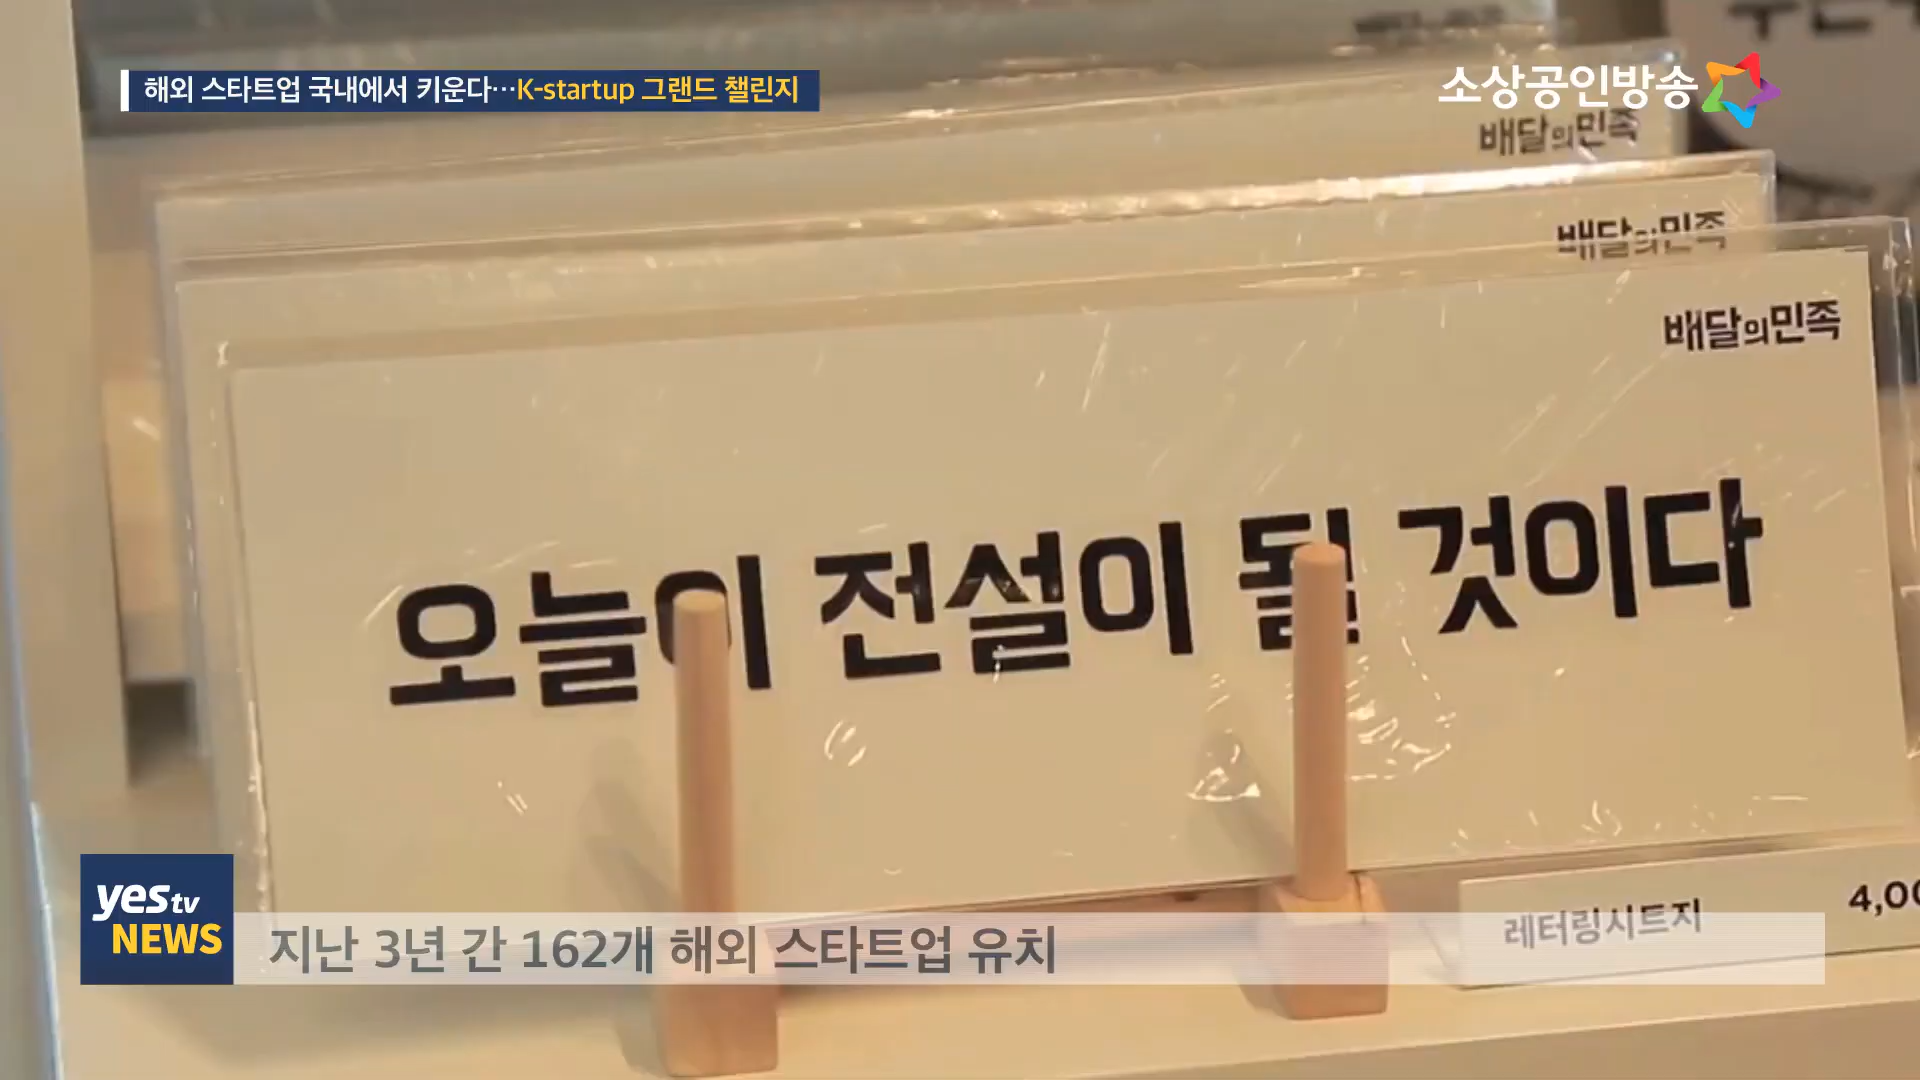 해외 스타트업 국내에서 키운다…K-startup 그랜드 챌린지
소상공인방송
배달의민족
배달의민족
배달의민족
오늘이 전설이 될 것이다
레터링시트지
4,00
yestv
NEWS
지난 3년 간 162개 해외 스타트업 유치